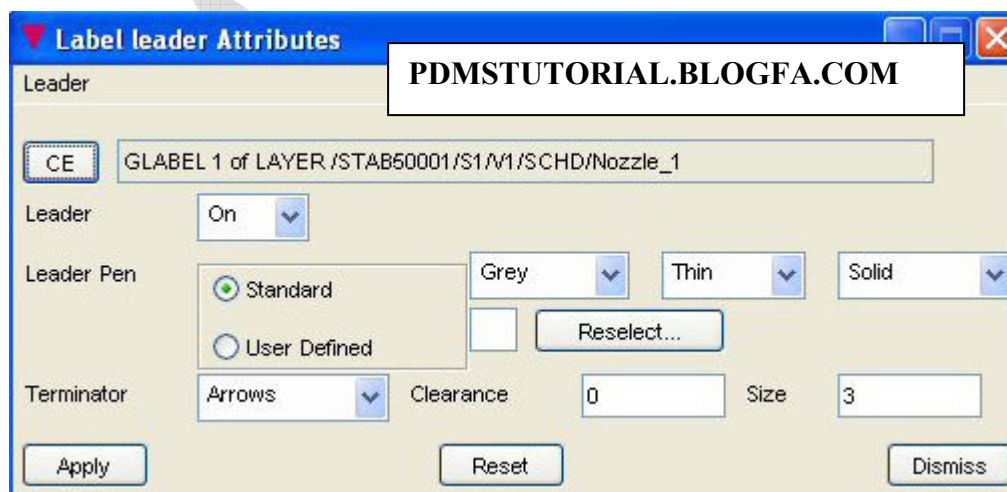 Label leader Attributes
PDMSTUTORIAL.BLOGFA.COM
Leader
CE GLABEL 1 of LAYER /STAB50001/S1/V1/SCHD/Nozzle_1
Leader On
Leader Pen Standard Grey Thin Solid
User Defined Reselect...
Terminator Arrows Clearance 0 Size 3
Apply Reset Dismiss